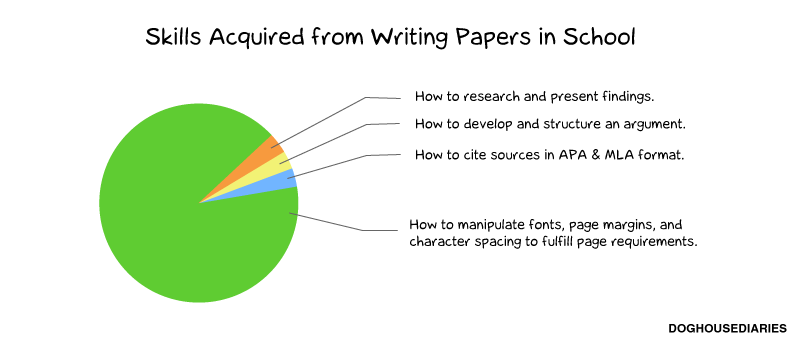 Skills Acquired from Writing Papers in School
How to research and present findings.
How to develop and structure an argument.
How to cite sources in APA & MLA format.
How to manipulate fonts, page margins, and
character spacing to fulfill page requirements.
DOGHOUSEDIARIES